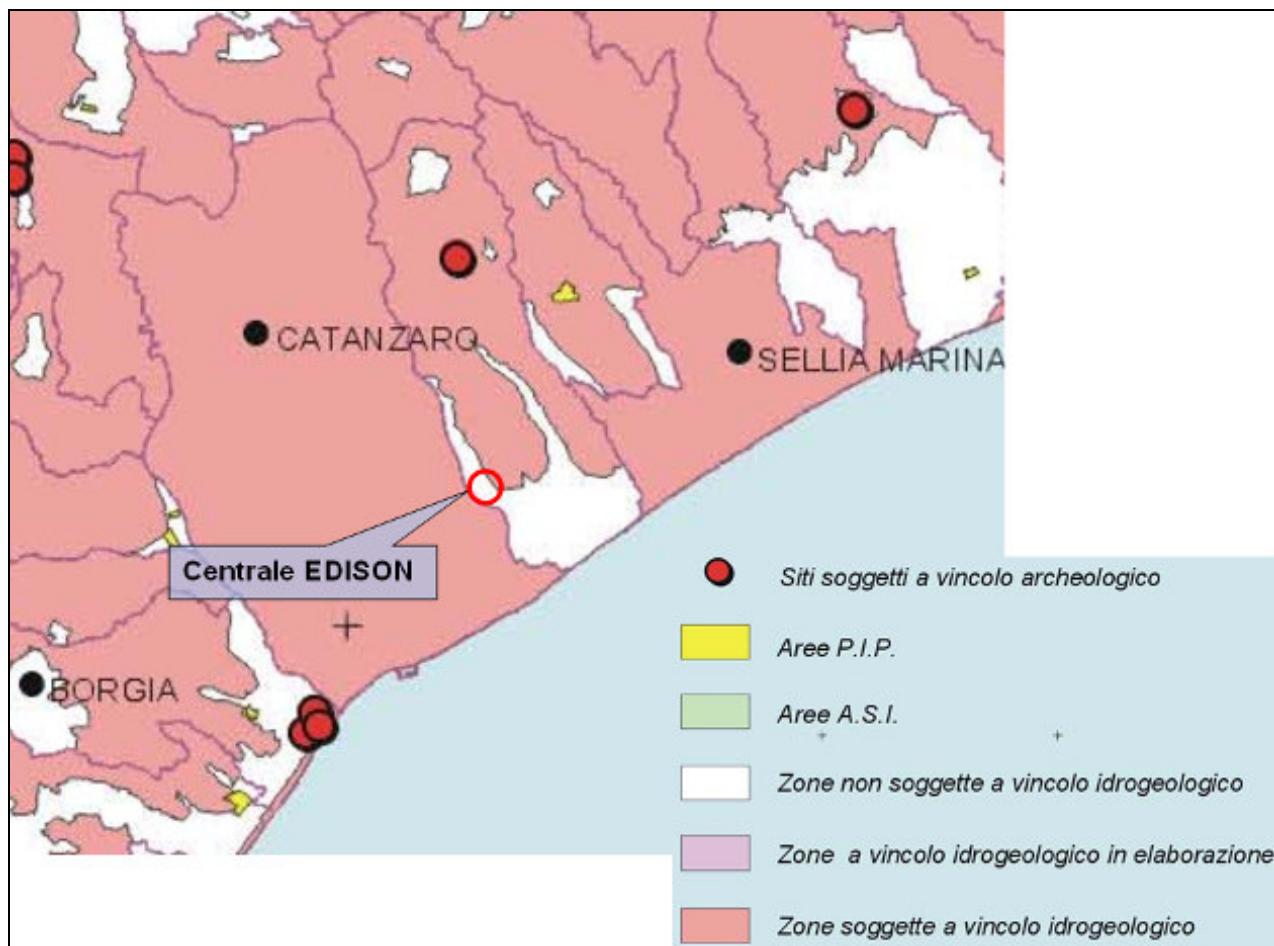 CATANZARO
SELLIA MARINA
Centrale EDISON
BORGIA
Siti soggetti a vincolo archeologico
Aree P.I.P.
Aree A.S.I.
Zone non soggette a vincolo idrogeologico
Zone a vincolo idrogeologico in elaborazione
Zone soggette a vincolo idrogeologico